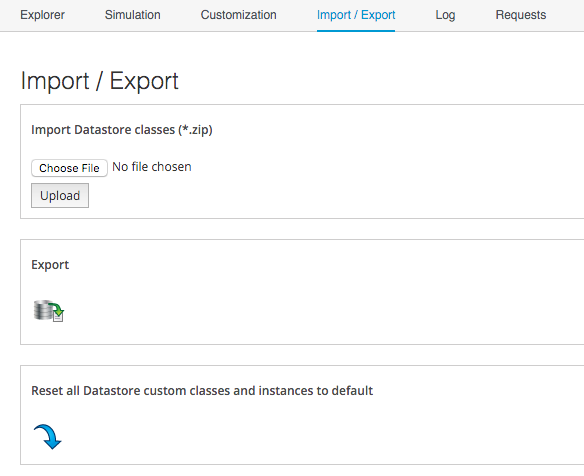 Explorer Simulation Customization Import / Export Log Requests
Import / Export
Import Datastore classes (*.zip)
Choose File No file chosen
Upload
Export
Reset all Datastore custom classes and instances to default